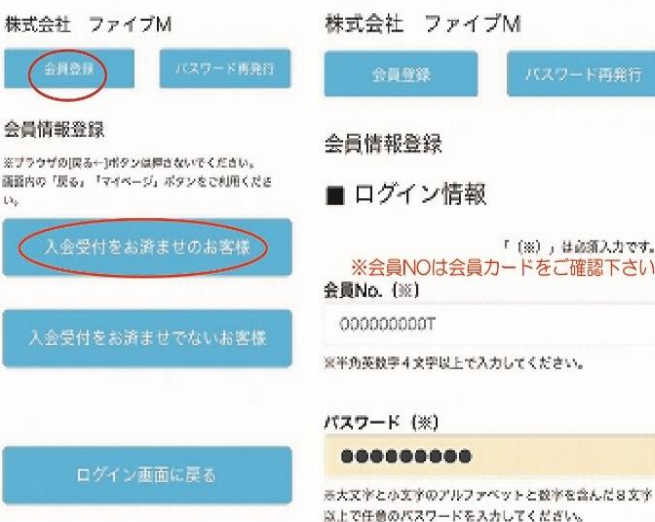 株式会社 ファイブM
会員登録
パスワード再発行
会員情報登録
※ブラウザの[戻る←]ボタンは押さないでください。
画面内の「戻る」「マイページ」ボタンをご利用くださ
い。
入会受付をお済ませのお客様
入会受付をお済ませでないお客様
ログイン画面に戻る
株式会社 ファイブM
会員登録
パスワード再発行
会員情報登録
■ ログイン情報
「(※)」は必須入力です。
※会員NOは会員カードをご確認下さい
会員No. (※)
000000000T
※半角英数字4文字以上で入力してください。
パスワード (※)
●●●●●●●●●
※大文字と小文字のアルファベットと数字を含んだ8文字
以上で任意のパスワードを入力してください。